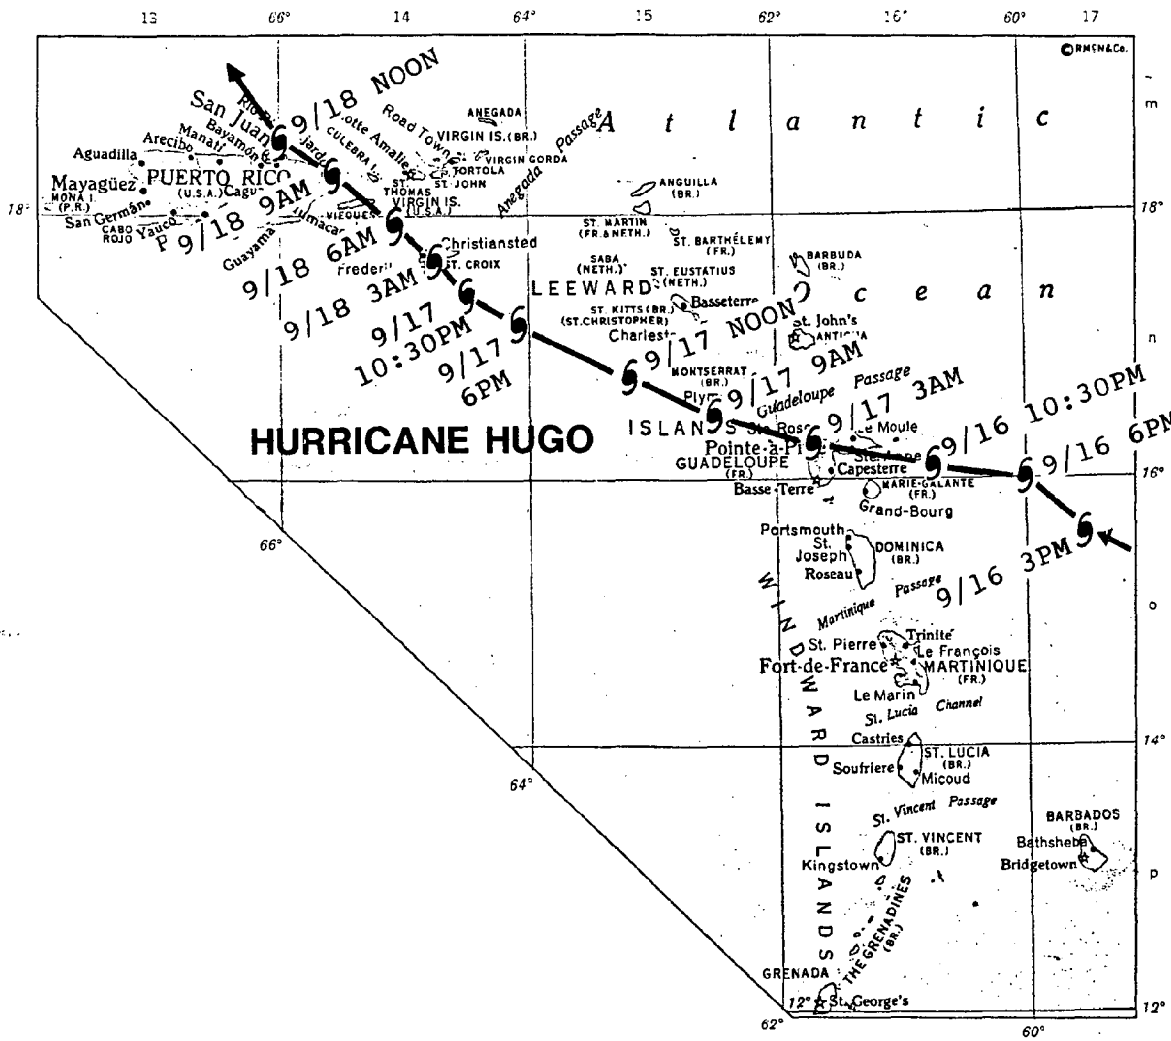 13
66°
14
64°
15
62°
16°
60°
17
©RMCN&Co.
m
Atlantic
Ocean
n
o
p
9/18 NOON
San Juan
Arecibo
Manatí
Bayamón
Aguadilla
Mayagüez
MONA I.
(P.R.)
PUERTO RICO
(U.S.A.)
San Germán
CABO
ROJO
Yauco
Guayama
CULEBRA I.
VIEQUES
Road Town
ANEGADA
VIRGIN IS. (BR.)
VIRGIN GORDA
TORTOLA
ST. JOHN
ST.
THOMAS
VIRGIN IS.
(U.S.A.)
Anegada Passage
Passage
18°
18°
9/18 9AM
9/18 6AM
9/18 3AM
9/17
10:30PM
9/17
6PM
Christiansted
ST. CROIX
ANGUILLA
(BR.)
ST. MARTIN
(FR. & NETH.)
ST. BARTHÉLEMY
(FR.)
SABA
(NETH.)
ST. EUSTATIUS
(NETH.)
BARBUDA
(BR.)
LEEWARD
ST. KITTS (BR.)
(ST. CHRISTOPHER)
Basseterre
9/17 NOON
St. John's
ANTIGUA
MONTSERRAT
(BR.)
9/17 9AM
Guadeloupe Passage
ISLANDS
9/17 3AM
Le Moule
9/16 10:30PM
9/16 6PM
HURRICANE HUGO
GUADELOUPE
(FR.)
Capesterre
Basse-Terre
MARIE-GALANTE
(FR.)
Grand-Bourg
16°
66°
9/16 3PM
Portsmouth
St.
Joseph
Roseau
DOMINICA
(BR.)
Martinique Passage
WINDWARD ISLANDS
St. Pierre
Trinité
Le François
Fort-de-France
MARTINIQUE
(FR.)
Le Marin
St. Lucia Channel
14°
Castries
ST. LUCIA
(BR.)
Soufriere
Micoud
64°
St. Vincent Passage
ST. VINCENT
(BR.)
Kingstown
BARBADOS
(BR.)
Bathsheba
Bridgetown
THE GRENADINES
(BR.)
GRENADA
St. George's
12°
12°
62°
60°